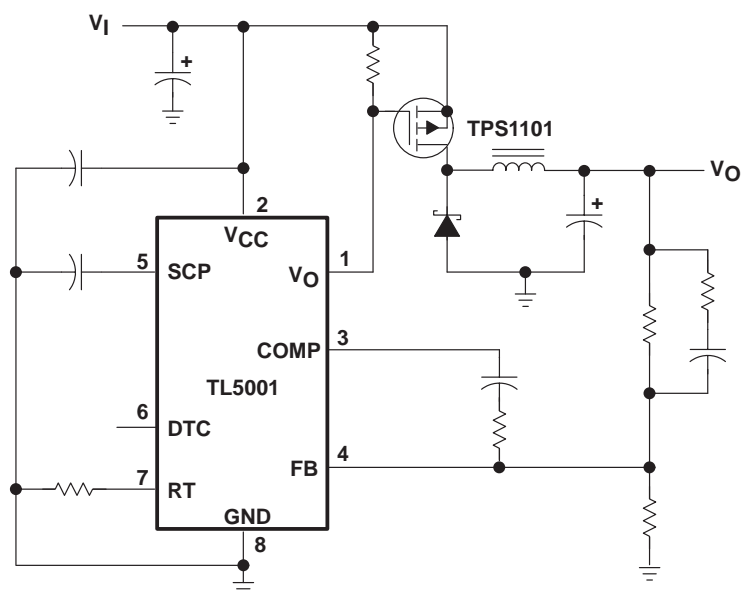 VI
TPS1101
VO
2
VCC
5
SCP
1
VO
3
COMP
TL5001
6
DTC
4
FB
7
RT
GND
8